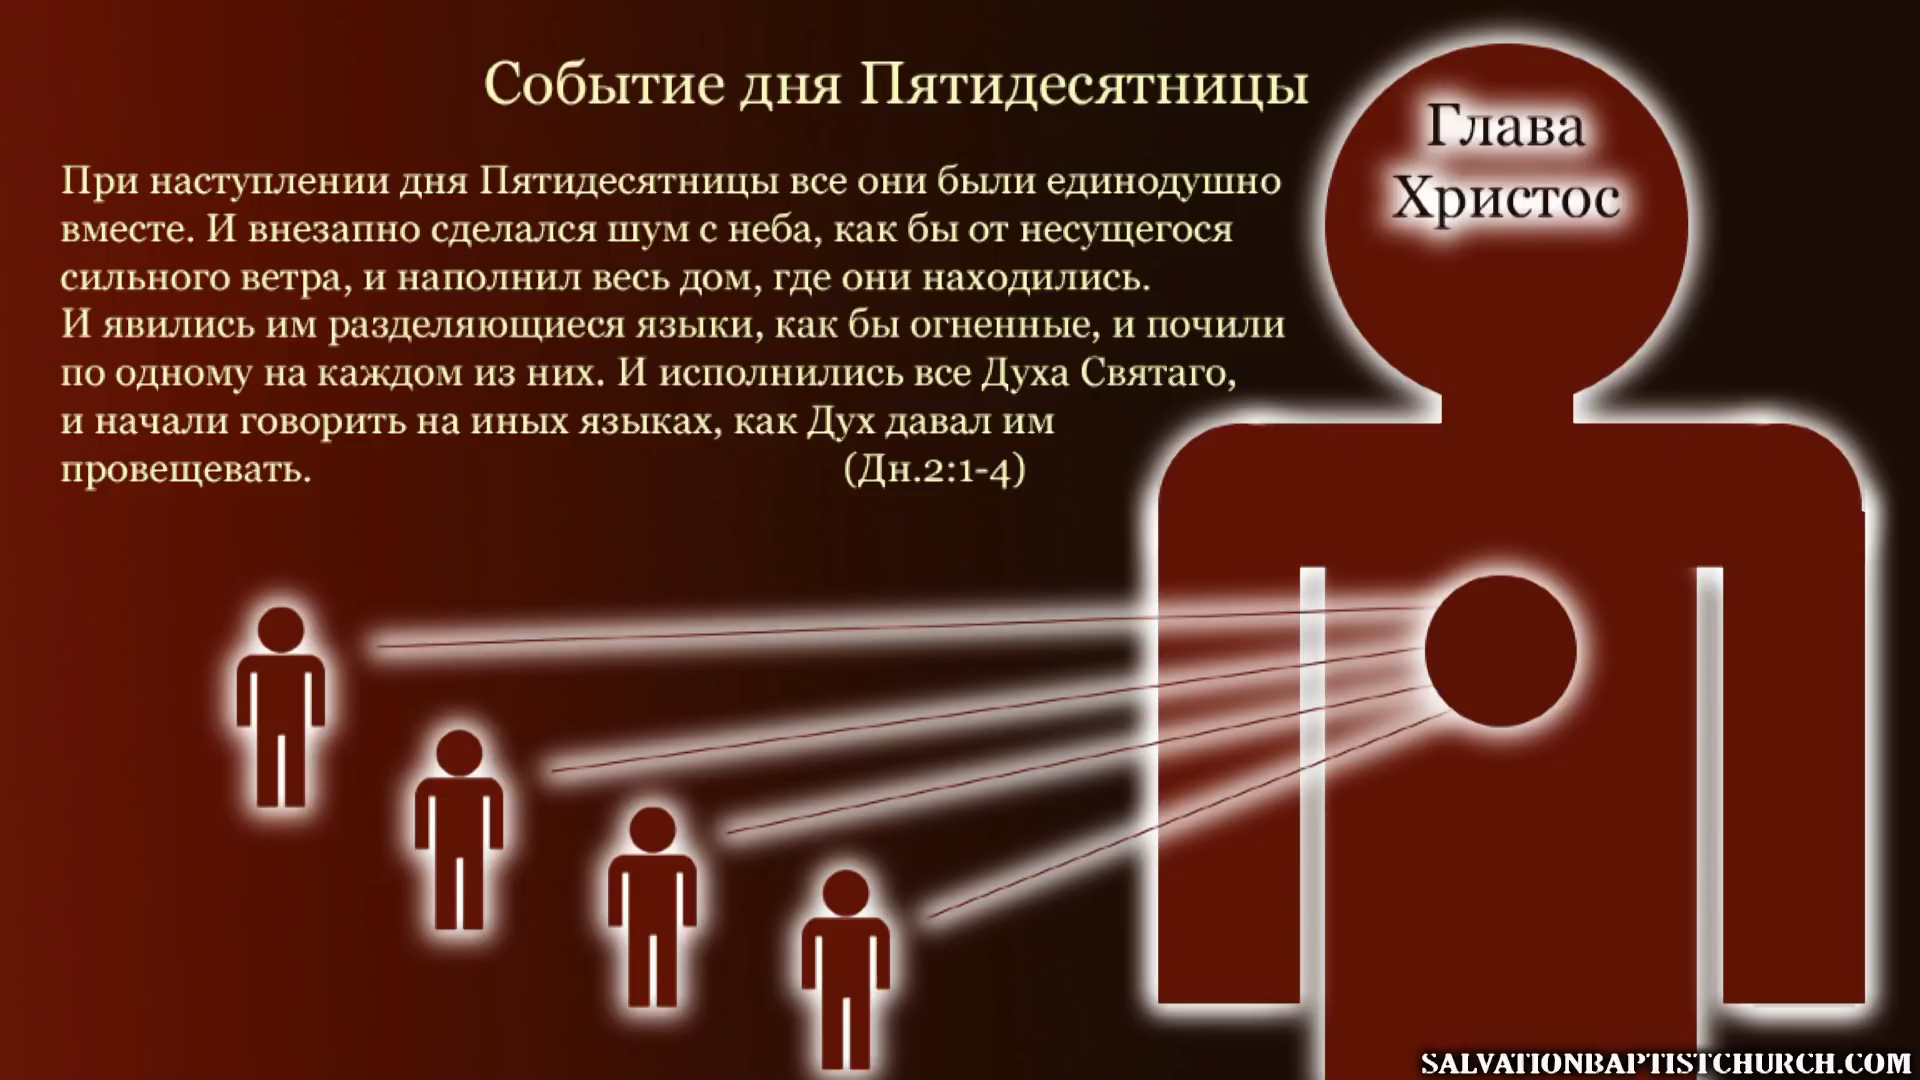 Событие дня Пятидесятницы
Глава
Христос
При наступлении дня Пятидесятницы все они были единодушно
вместе. И внезапно сделался шум с неба, как бы от несущегося
сильного ветра, и наполнил весь дом, где они находились.
И явились им разделяющиеся языки, как бы огненные, и почили
по одному на каждом из них. И исполнились все Духа Святаго,
и начали говорить на иных языках, как Дух давал им
провещевать. (Дн.2:1-4)
SALVATIONBAPTISTCHURCH.COM